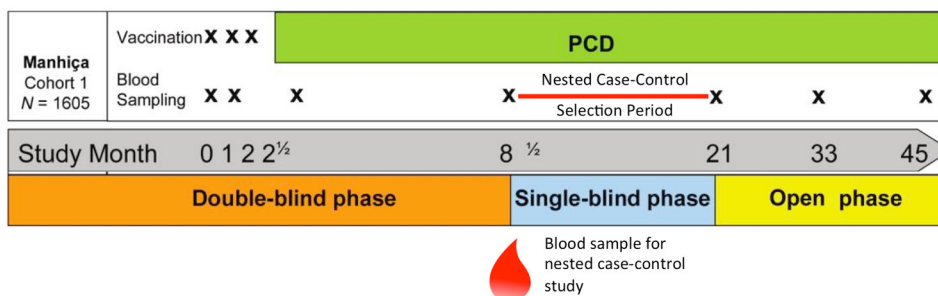 Manhiça
Cohort 1
N = 1605
Vaccination X X X
PCD
Blood
Sampling X X X X X X X
Nested Case-Control
Selection Period
Study Month 0 1 2 2½ 8 ½ 21 33 45
Double-blind phase Single-blind phase Open phase
Blood sample for
nested case-control
study